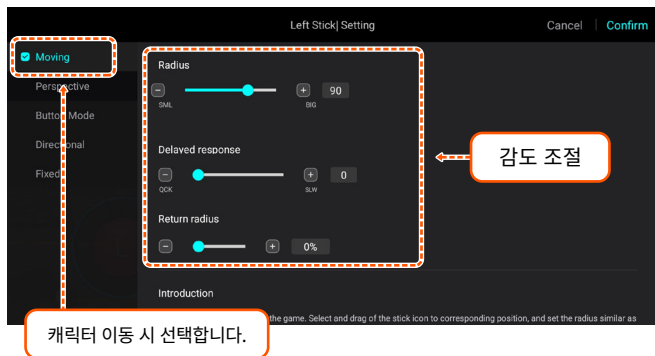 Left Stick| Setting
Cancel
Confirm
Moving
Perspective
Button Mode
Directional
Fixed
Radius
SML
BIG
90
Delayed response
QCK
SLW
0
Return radius
0%
감도 조절
Introduction
the game. Select and drag of the stick icon to corresponding position, and set the radius similar as
캐릭터 이동 시 선택합니다.